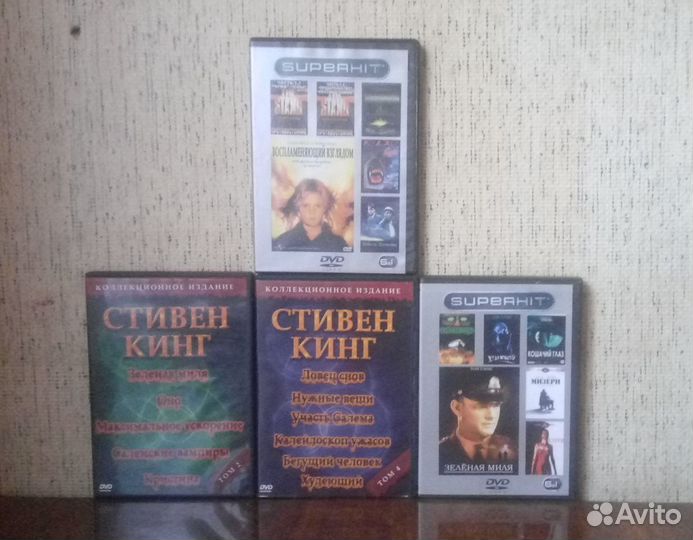 SUPERHIT
ВОСПЛАМЕНЯЮЩИЙ ВЗГЛЯДОМ
DVD
КОЛЛЕКЦИОННОЕ ИЗДАНИЕ
СТИВЕН
КИНГ
Зеленая миля
Оно
Максимальное ускорение
Салемские вампиры
Кристина
ТОМ 2
DVD
КОЛЛЕКЦИОННОЕ ИЗДАНИЕ
СТИВЕН
КИНГ
Ловец снов
Нужные вещи
Участь Салема
Калейдоскоп ужасов
Бегущий человек
Худеющий
ТОМ 4
DVD
SUPERHIT
КОШАЧИЙ ГЛАЗ
МИЗЕРИ
ЗЕЛЁНАЯ МИЛЯ
DVD
Avito